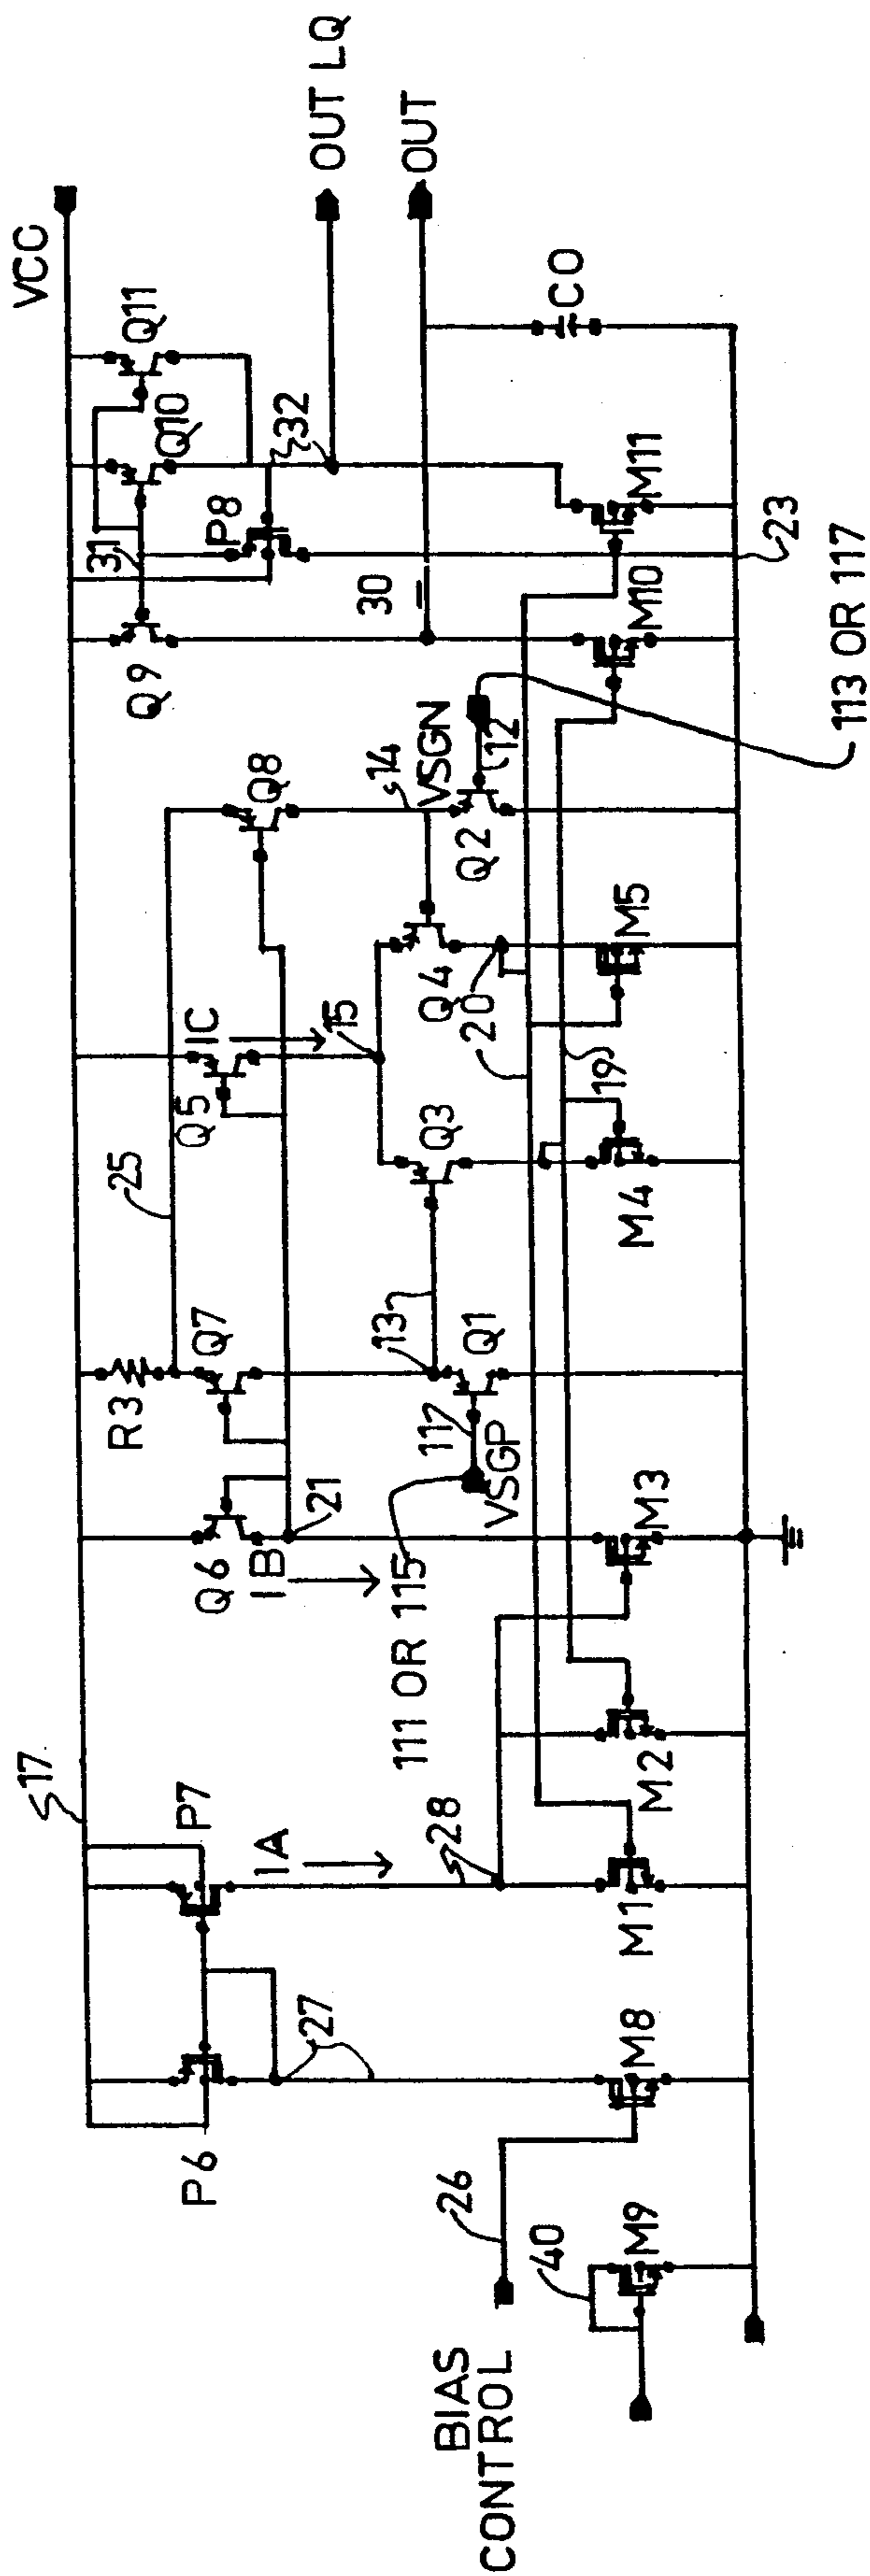 VCC
17
Q11
Q10
31
P8
Q9
32
OUT LQ
OUT
30
CO
R3
25
Q7
Q5
IC
Q8
15
14
VSGN
P6
P7
IA
27
28
Q6
IB
21
13
Q3
Q4
20
Q2
12
111 OR 115
11
VSGP
Q1
20
19
BIAS
CONTROL
26
40
M9
M8
M1
M2
M3
M4
M5
M10
M11
23
113 OR 117